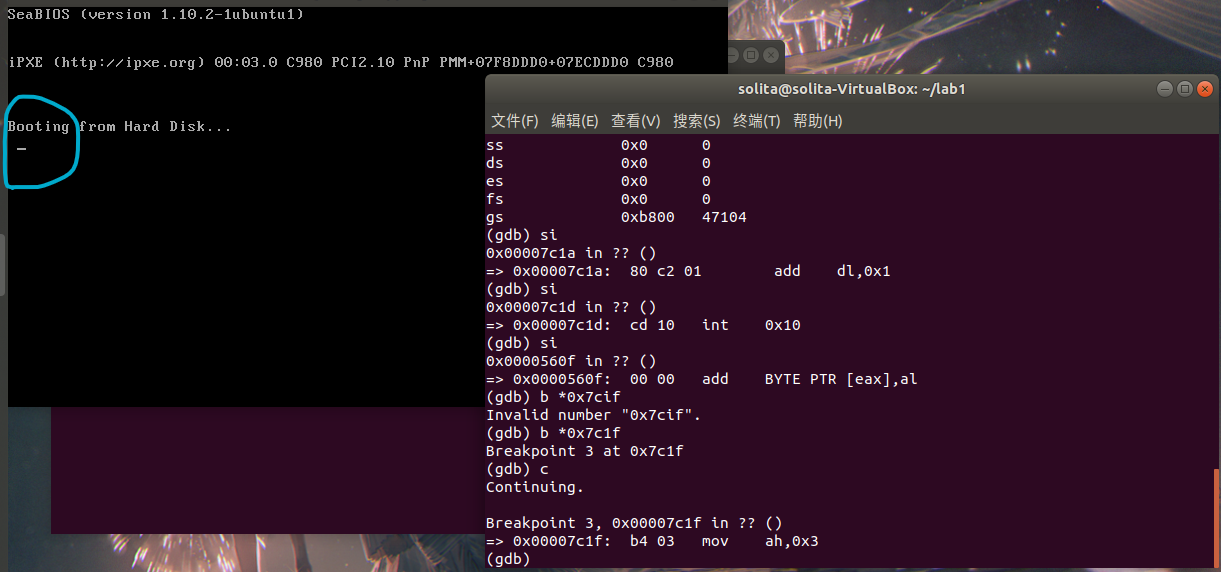 SeaBIOS (version 1.10.2-1ubuntu1)
iPXE (http://ipxe.org) 00:03.0 C980 PCI2.10 PnP PMM+07F8DDD0+07ECDDD0 C980
Booting from Hard Disk...
_
solita@solita-VirtualBox: ~/lab1
文件(F) 编辑(E) 查看(V) 搜索(S) 终端(T) 帮助(H)
ss 0x0 0
ds 0x0 0
es 0x0 0
fs 0x0 0
gs 0xb800 47104
(gdb) si
0x00007c1a in ?? ()
=> 0x00007c1a: 80 c2 01 add dl,0x1
(gdb) si
0x00007c1d in ?? ()
=> 0x00007c1d: cd 10 int 0x10
(gdb) si
0x0000560f in ?? ()
=> 0x0000560f: 00 00 add BYTE PTR [eax],al
(gdb) b *0x7cif
Invalid number "0x7cif".
(gdb) b *0x7c1f
Breakpoint 3 at 0x7c1f
(gdb) c
Continuing.
Breakpoint 3, 0x00007c1f in ?? ()
=> 0x00007c1f: b4 03 mov ah,0x3
(gdb)